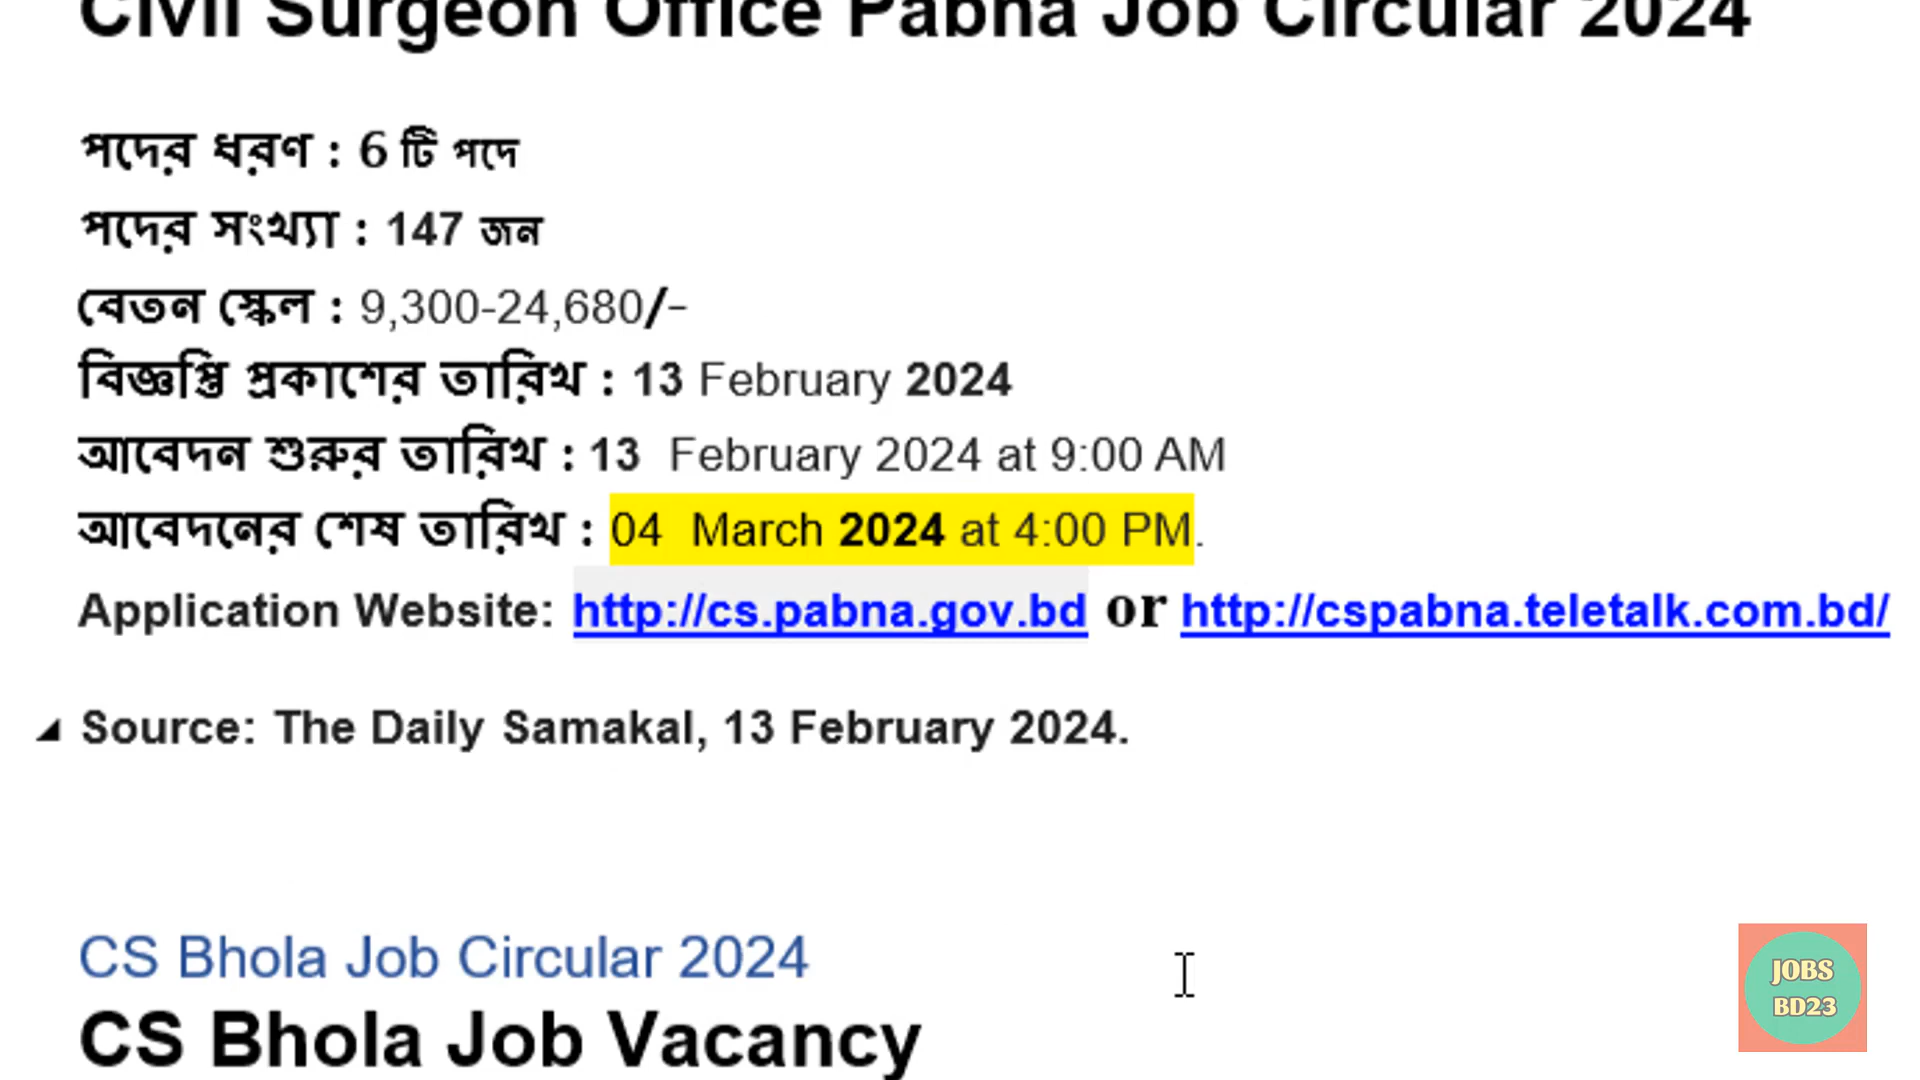 Civil Surgeon Office Pabna Job Circular 2024
পদের ধরণ : 6 টি পদে
পদের সংখ্যা : 147 জন
বেতন স্কেল : 9,300-24,680/-
বিজ্ঞপ্তি প্রকাশের তারিখ : 13 February 2024
আবেদন শুরুর তারিখ : 13 February 2024 at 9:00 AM
আবেদনের শেষ তারিখ : 04 March 2024 at 4:00 PM.
Application Website: http://cs.pabna.gov.bd or http://cspabna.teletalk.com.bd/
Source: The Daily Samakal, 13 February 2024.
CS Bhola Job Circular 2024
CS Bhola Job Vacancy
JOBS
BD23